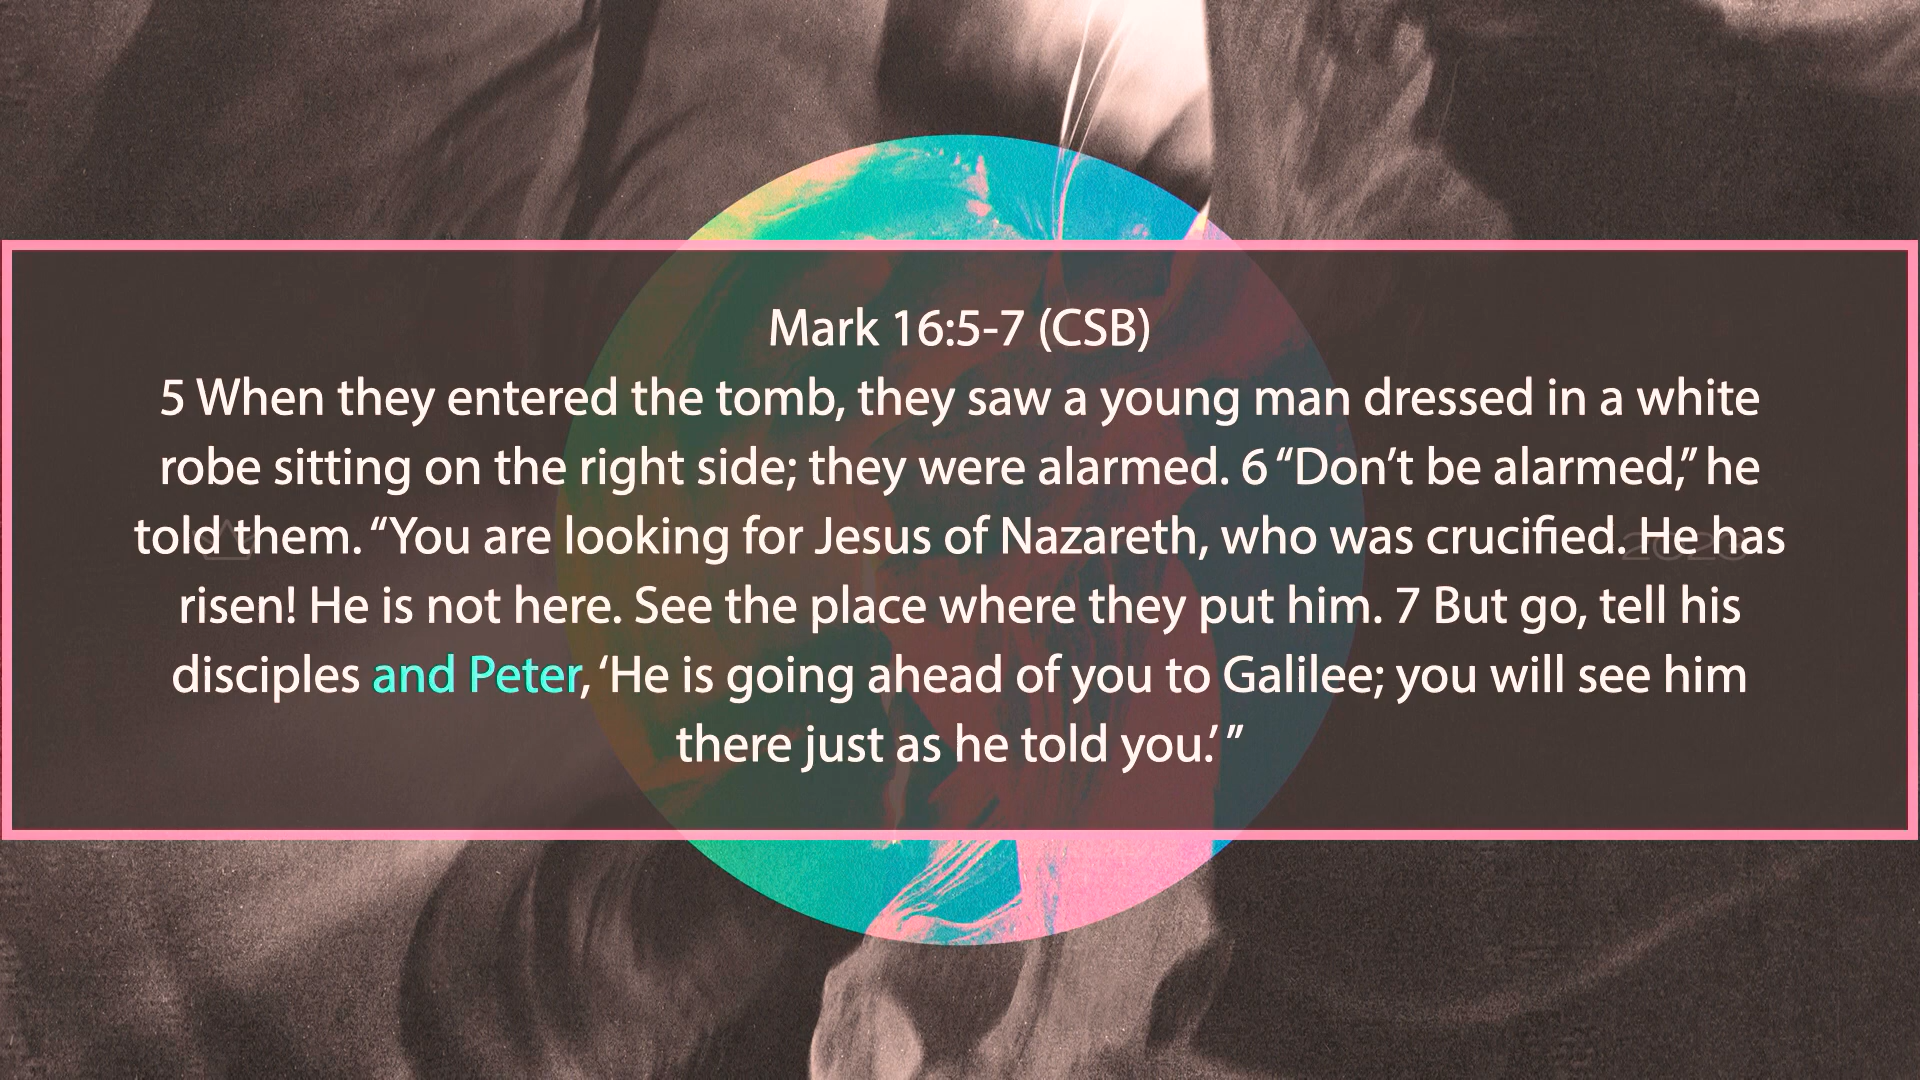 Mark 16:5-7 (CSB)
5 When they entered the tomb, they saw a young man dressed in a white
robe sitting on the right side; they were alarmed. 6 “Don’t be alarmed,” he
told them. “You are looking for Jesus of Nazareth, who was crucified. He has
risen! He is not here. See the place where they put him. 7 But go, tell his
disciples and Peter, ‘He is going ahead of you to Galilee; you will see him
there just as he told you.’ ”